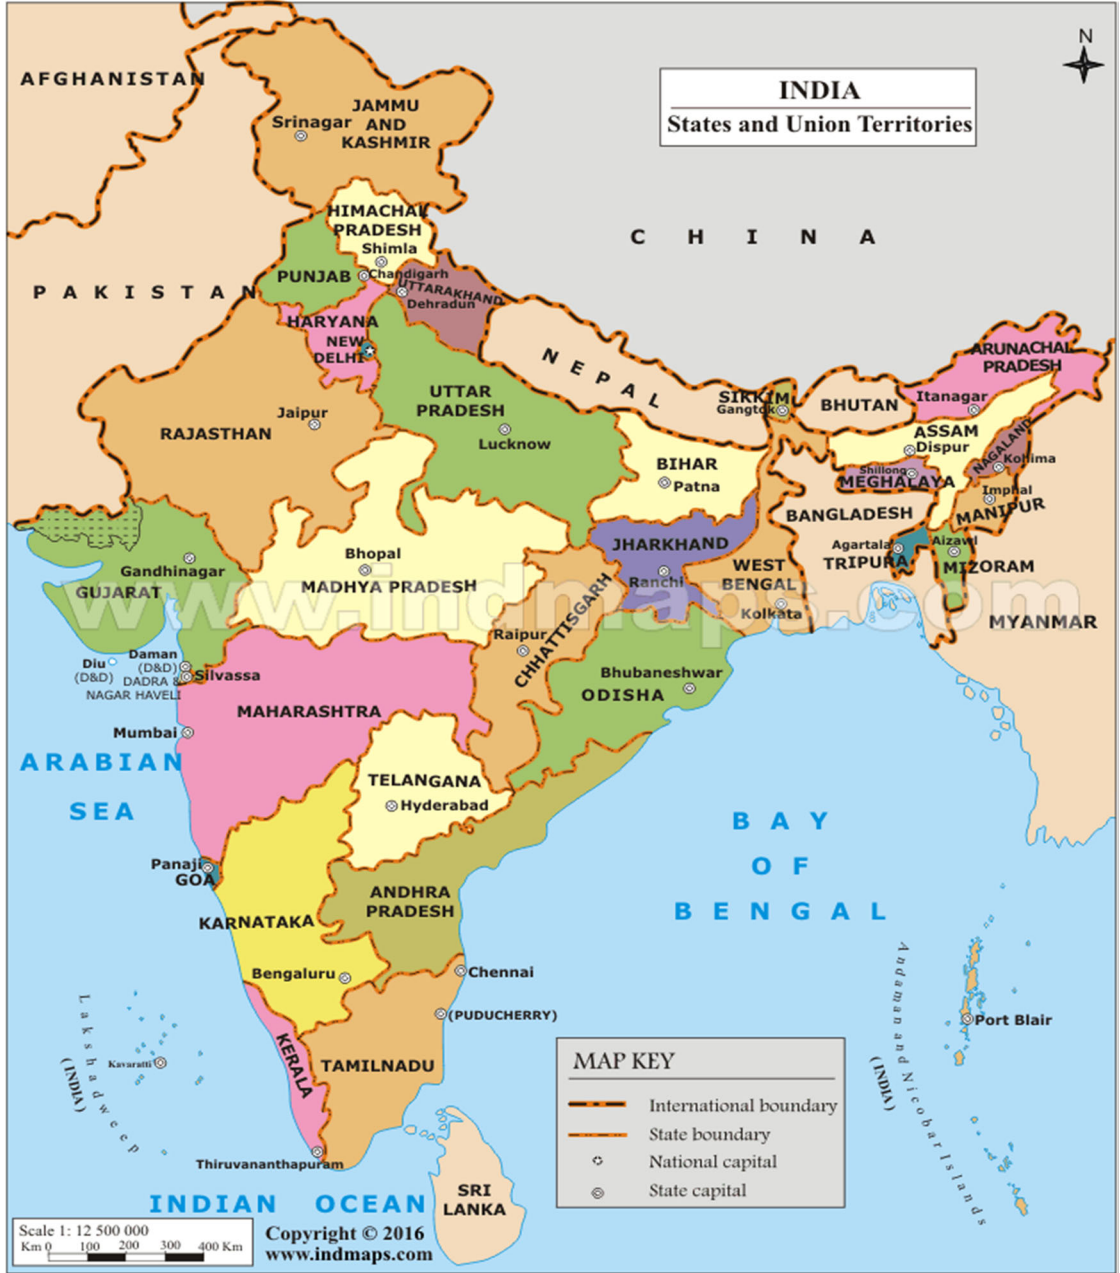 INDIA
States and Union Territories
N
AFGHANISTAN
JAMMU
AND
KASHMIR
Srinagar
HIMACHAL
PRADESH
Shimla
C H I N A
PUNJAB
Chandigarh
UTTARAKHAND
Dehradun
P A K I S T A N
HARYANA
NEW
DELHI
N E P A L
ARUNACHAL
PRADESH
Itanagar
SIKKIM
Gangtok
BHUTAN
UTTAR
PRADESH
Lucknow
Jaipur
RAJASTHAN
ASSAM
Dispur
NAGALAND
Kohima
Shillong
MEGHALAYA
BIHAR
Patna
Imphal
MANIPUR
BANGLADESH
JHARKHAND
Ranchi
Agartala
TRIPURA
Aizawl
MIZORAM
Bhopal
MADHYA PRADESH
Gandhinagar
GUJARAT
WEST
BENGAL
Kolkata
www.indmaps.com
MYANMAR
Raipur
CHHATTISGARH
Bhubaneshwar
ODISHA
Diu
(D&D)
Daman
(D&D)
DADRA &
NAGAR HAVELI
Silvassa
MAHARASHTRA
Mumbai
ARABIAN
SEA
TELANGANA
Hyderabad
B A Y
O F
B E N G A L
Panaji
GOA
KARNATAKA
ANDHRA
PRADESH
Bengaluru
Chennai
(PUDUCHERRY)
Lakshadweep
(INDIA)
Kavaratti
KERALA
TAMILNADU
Thiruvananthapuram
Andaman and Nicobar Islands
(INDIA)
Port Blair
MAP KEY
International boundary
State boundary
National capital
State capital
SRI
LANKA
INDIAN OCEAN
Scale 1: 12 500 000
Km 0 100 200 300 400 Km
Copyright © 2016
www.indmaps.com